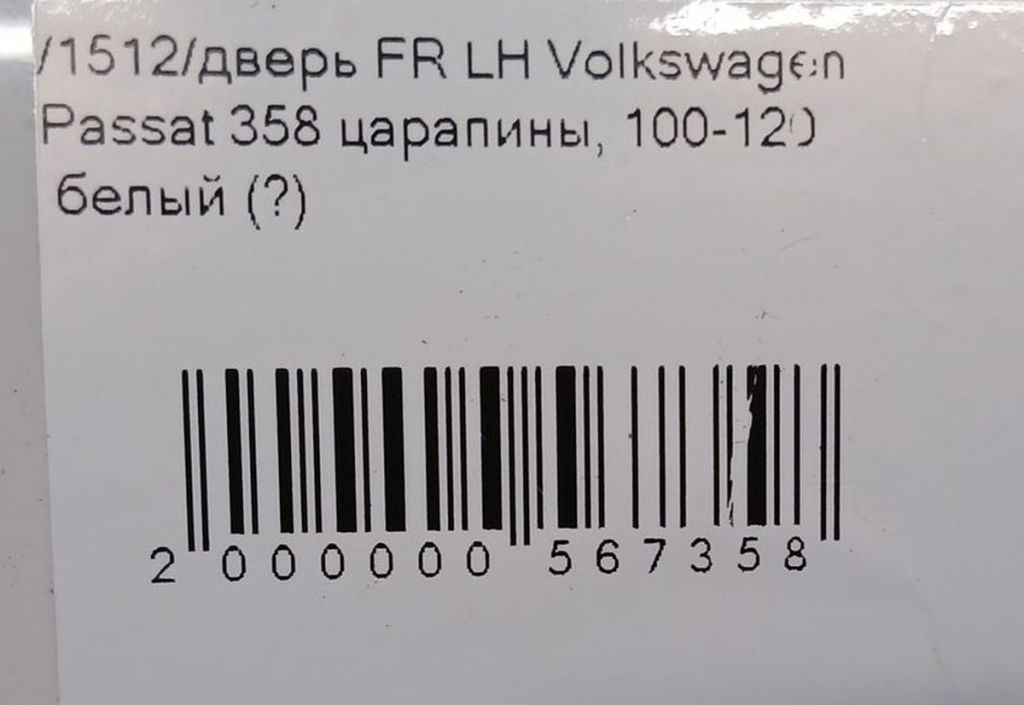 /1512/дверь FR LH Volkswagen
Passat 358 царапины, 100-120
белый (?)
2 000000 567358